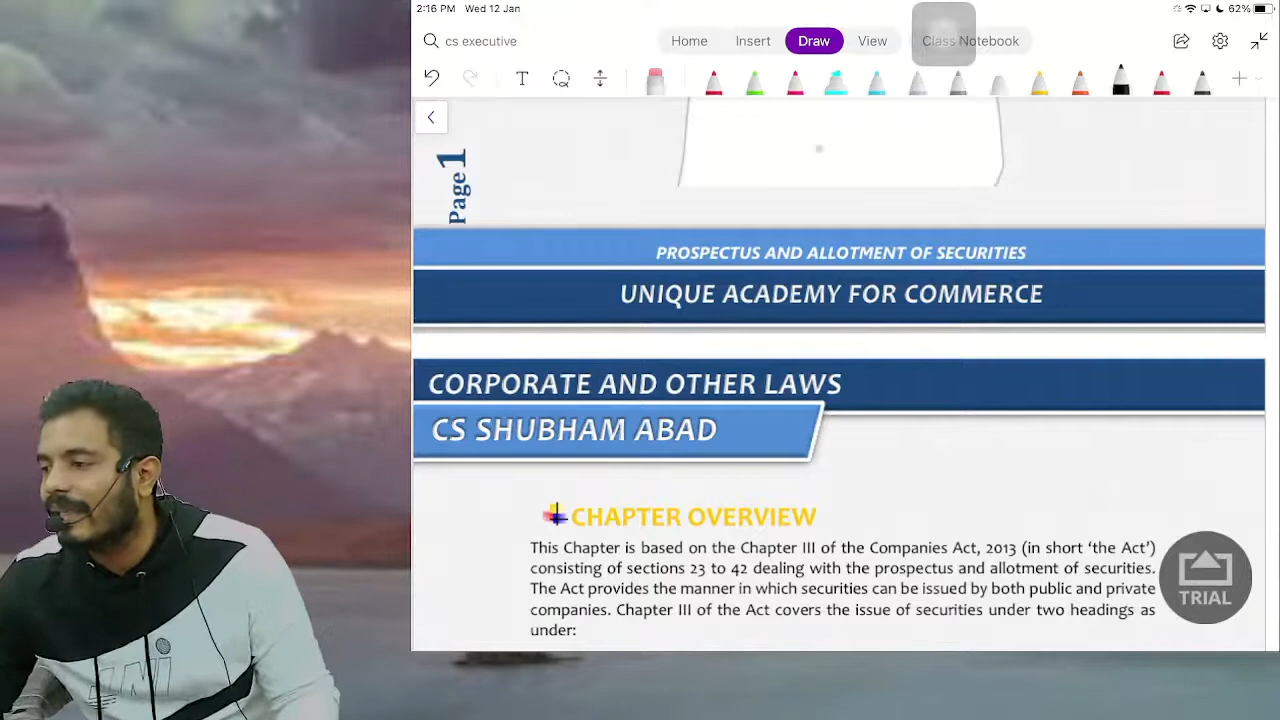 2:16 PM Wed 12 Jan
62%
cs executive
Home Insert Draw View Class Notebook
T
Page 1
PROSPECTUS AND ALLOTMENT OF SECURITIES
UNIQUE ACADEMY FOR COMMERCE
CORPORATE AND OTHER LAWS
CS SHUBHAM ABAD
CHAPTER OVERVIEW
This Chapter is based on the Chapter III of the Companies Act, 2013 (in short ‘the Act’)
consisting of sections 23 to 42 dealing with the prospectus and allotment of securities.
The Act provides the manner in which securities can be issued by both public and private
companies. Chapter III of the Act covers the issue of securities under two headings as
under:
TRIAL